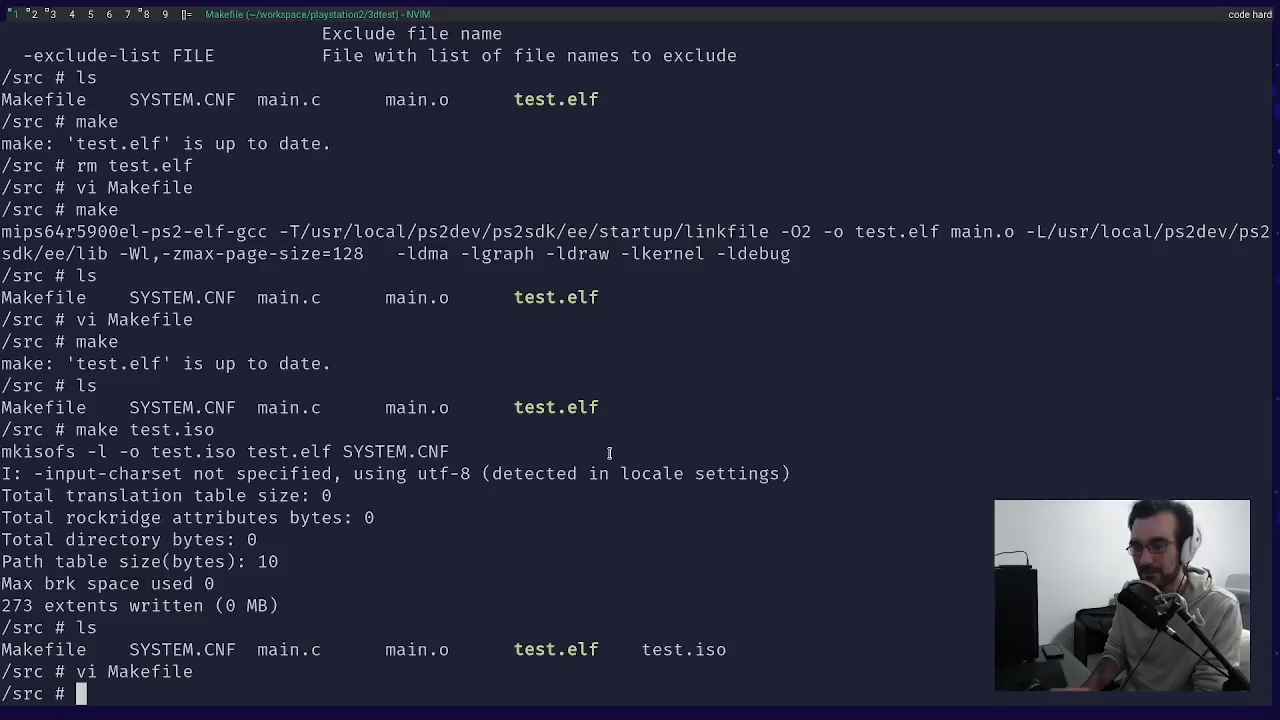 1 2 3 4 5 6 7 8 9 []= Makefile (~/workspace/playstation2/3dtest) - NVIM code hard
Exclude file name
-exclude-list FILE File with list of file names to exclude
/src # ls
Makefile SYSTEM.CNF main.c main.o test.elf
/src # make
make: 'test.elf' is up to date.
/src # rm test.elf
/src # vi Makefile
/src # make
mips64r5900el-ps2-elf-gcc -T/usr/local/ps2dev/ps2sdk/ee/startup/linkfile -O2 -o test.elf main.o -L/usr/local/ps2dev/ps2
sdk/ee/lib -Wl,-zmax-page-size=128 -ldma -lgraph -ldraw -lkernel -ldebug
/src # ls
Makefile SYSTEM.CNF main.c main.o test.elf
/src # vi Makefile
/src # make
make: 'test.elf' is up to date.
/src # ls
Makefile SYSTEM.CNF main.c main.o test.elf
/src # make test.iso
mkisofs -l -o test.iso test.elf SYSTEM.CNF
I: -input-charset not specified, using utf-8 (detected in locale settings)
Total translation table size: 0
Total rockridge attributes bytes: 0
Total directory bytes: 0
Path table size(bytes): 10
Max brk space used 0
273 extents written (0 MB)
/src # ls
Makefile SYSTEM.CNF main.c main.o test.elf test.iso
/src # vi Makefile
/src #